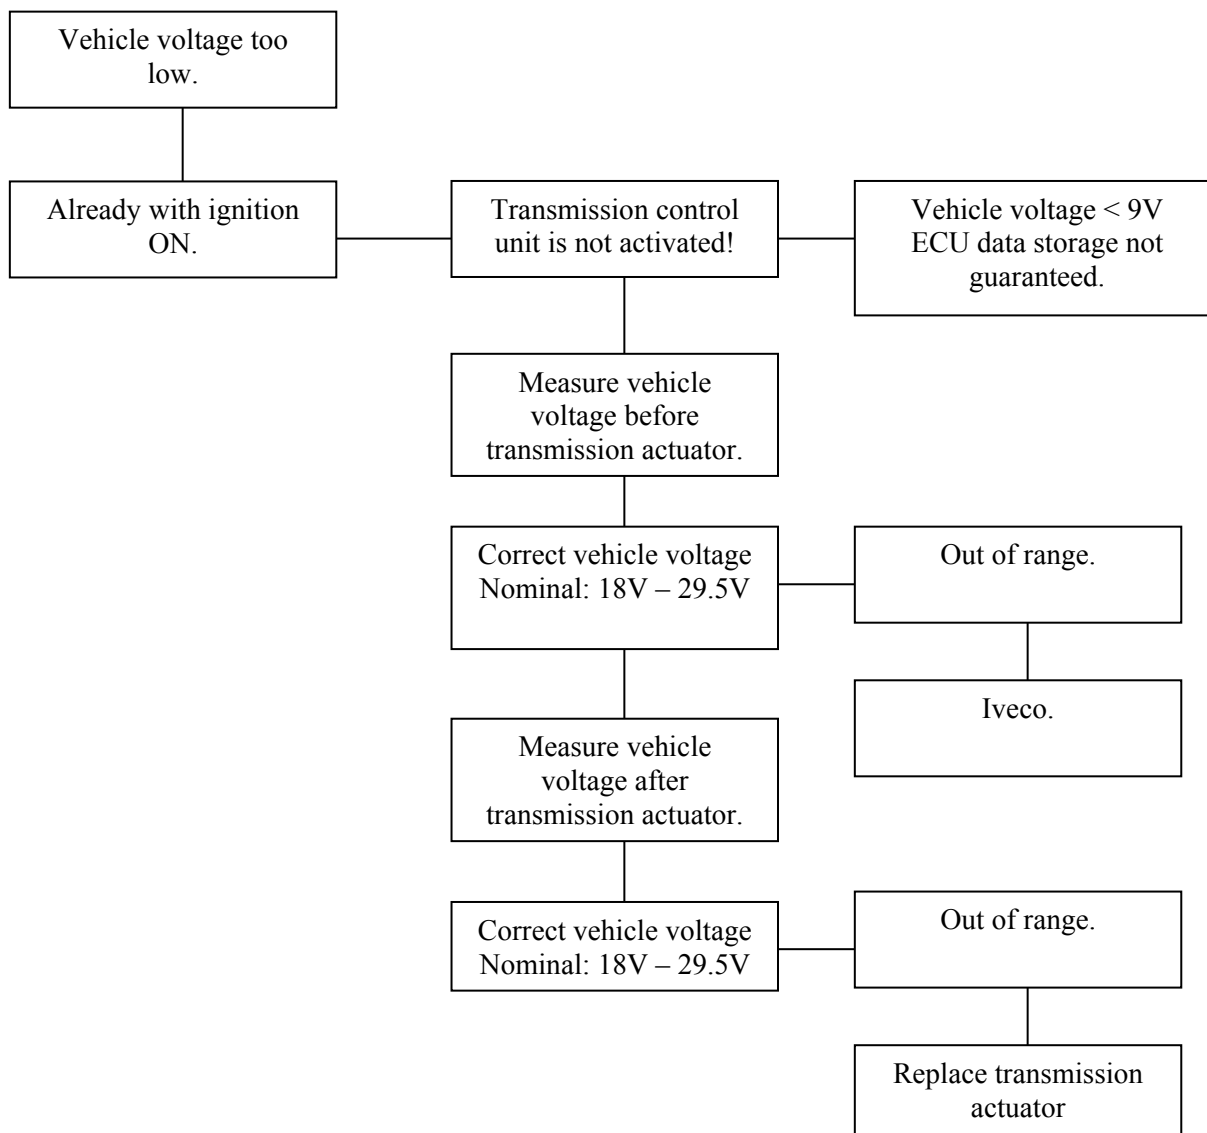 Vehicle voltage too
low.
Already with ignition
ON.
Transmission control
unit is not activated!
Vehicle voltage < 9V
ECU data storage not
guaranteed.
Measure vehicle
voltage before
transmission actuator.
Correct vehicle voltage
Nominal: 18V – 29.5V
Out of range.
Iveco.
Measure vehicle
voltage after
transmission actuator.
Correct vehicle voltage
Nominal: 18V – 29.5V
Out of range.
Replace transmission
actuator